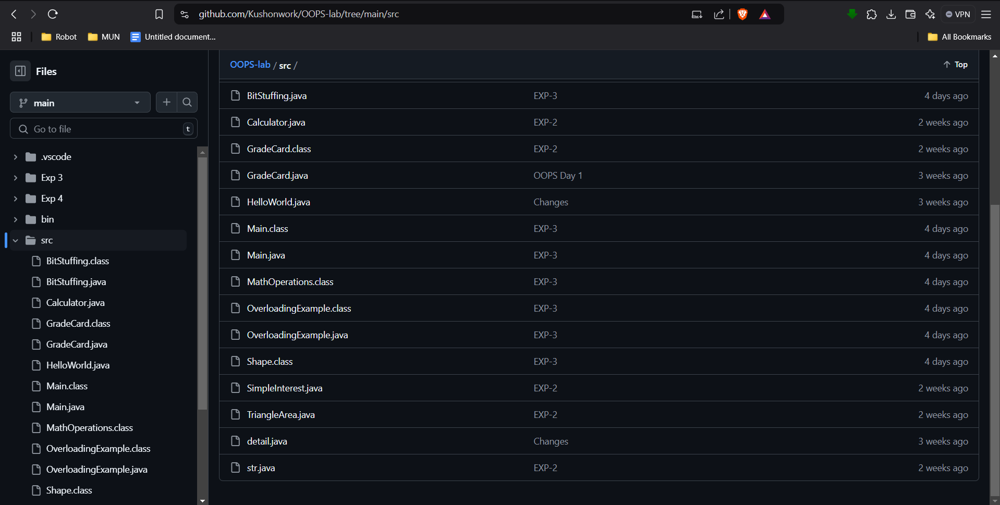 github.com/Kushonwork/OOPS-lab/tree/main/src
VPN
Robot
MUN
Untitled document...
All Bookmarks
Files
main
Go to file
t
.vscode
Exp 3
Exp 4
bin
src
BitStuffing.class
BitStuffing.java
Calculator.java
GradeCard.class
GradeCard.java
HelloWorld.java
Main.class
Main.java
MathOperations.class
OverloadingExample.class
OverloadingExample.java
Shape.class
OOPS-lab / src /
Top
BitStuffing.java EXP-3 4 days ago
Calculator.java EXP-2 2 weeks ago
GradeCard.class EXP-2 2 weeks ago
GradeCard.java OOPS Day 1 3 weeks ago
HelloWorld.java Changes 3 weeks ago
Main.class EXP-3 4 days ago
Main.java EXP-3 4 days ago
MathOperations.class EXP-3 4 days ago
OverloadingExample.class EXP-3 4 days ago
OverloadingExample.java EXP-3 4 days ago
Shape.class EXP-3 4 days ago
SimpleInterest.java EXP-2 2 weeks ago
TriangleArea.java EXP-2 2 weeks ago
detail.java Changes 3 weeks ago
str.java EXP-2 2 weeks ago